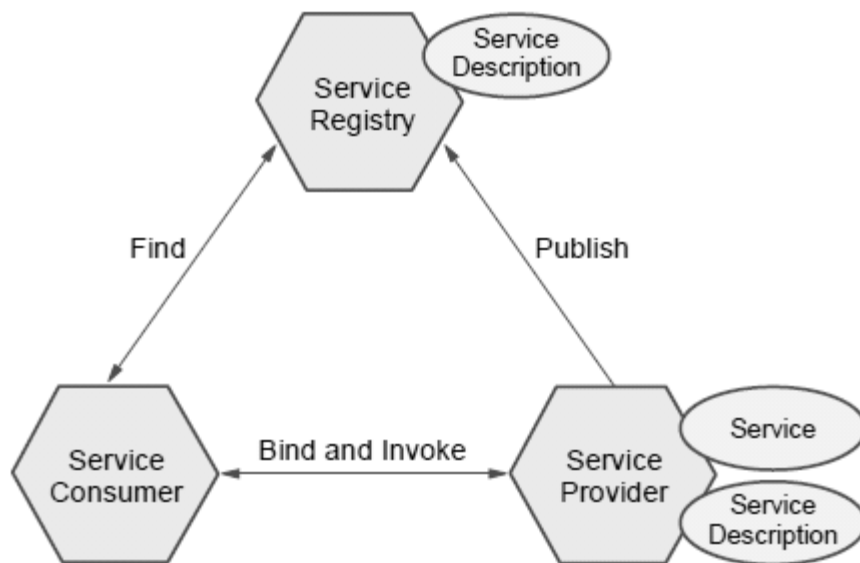 Service
Description
Service
Registry
Find
Publish
Service
Consumer
Bind and Invoke
Service
Provider
Service
Service
Description